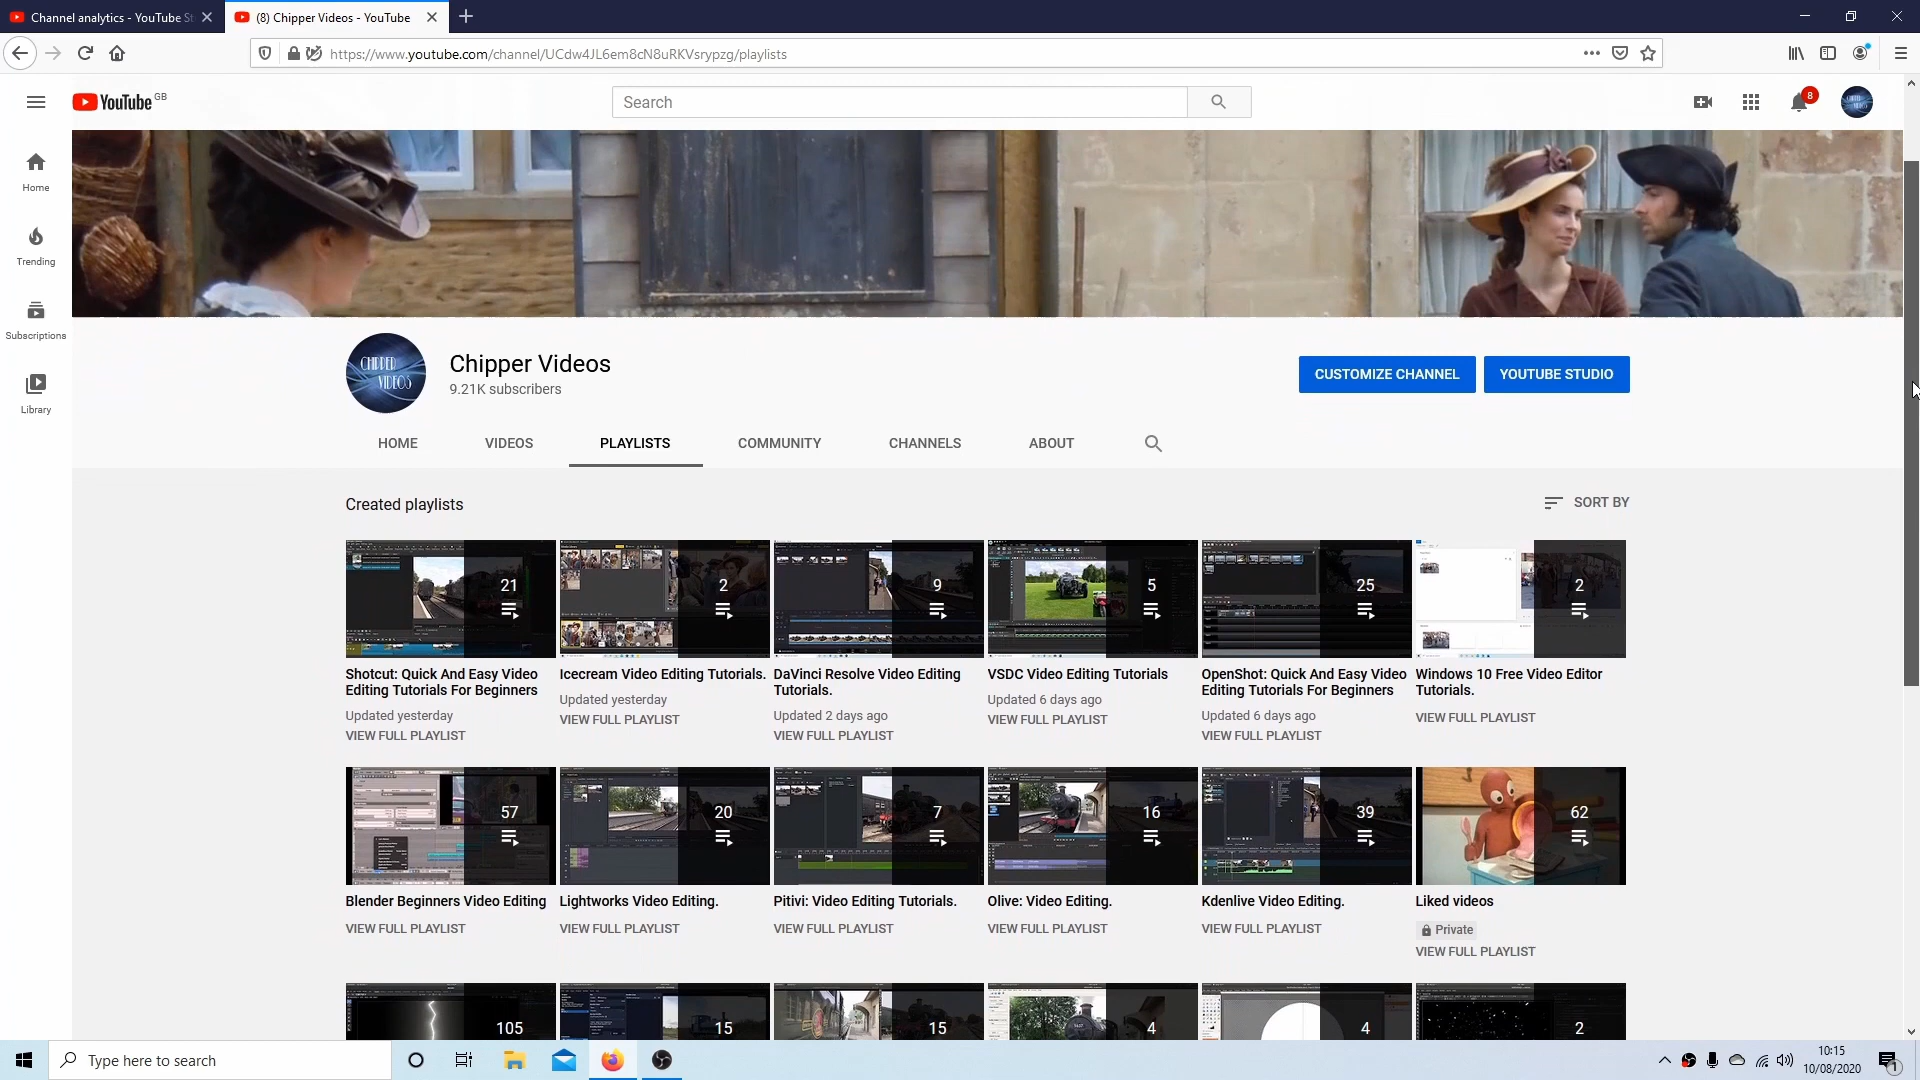 Channel analytics - YouTube St
(8) Chipper Videos - YouTube
https://www.youtube.com/channel/UCdw4JL6em8cN8uRKVsrypzg/playlists
YouTube GB
Search
8
Home
Trending
Subscriptions
Library
CHIPPER VIDEOS
Chipper Videos
9.21K subscribers
CUSTOMIZE CHANNEL
YOUTUBE STUDIO
HOME VIDEOS PLAYLISTS COMMUNITY CHANNELS ABOUT
Created playlists
SORT BY
21 2 9 5 25 2
Shotcut: Quick And Easy Video
Editing Tutorials For Beginners
Updated yesterday
VIEW FULL PLAYLIST
Icecream Video Editing Tutorials.
Updated yesterday
VIEW FULL PLAYLIST
DaVinci Resolve Video Editing
Tutorials.
Updated 2 days ago
VIEW FULL PLAYLIST
VSDC Video Editing Tutorials
Updated 6 days ago
VIEW FULL PLAYLIST
OpenShot: Quick And Easy Video
Editing Tutorials For Beginners
Updated 6 days ago
VIEW FULL PLAYLIST
Windows 10 Free Video Editor
Tutorials.
VIEW FULL PLAYLIST
57 20 7 16 39 62
Blender Beginners Video Editing
VIEW FULL PLAYLIST
Lightworks Video Editing.
VIEW FULL PLAYLIST
Pitivi: Video Editing Tutorials.
VIEW FULL PLAYLIST
Olive: Video Editing.
VIEW FULL PLAYLIST
Kdenlive Video Editing.
VIEW FULL PLAYLIST
Liked videos
Private
VIEW FULL PLAYLIST
105 15 15 4 4 2
Type here to search
10:15
10/08/2020
1